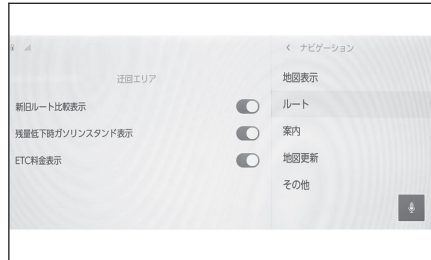 迂回エリア
新旧ルート比較表示
残量低下時ガソリンスタンド表示
ETC料金表示
< ナビゲーション
地図表示
ルート
案内
地図更新
その他